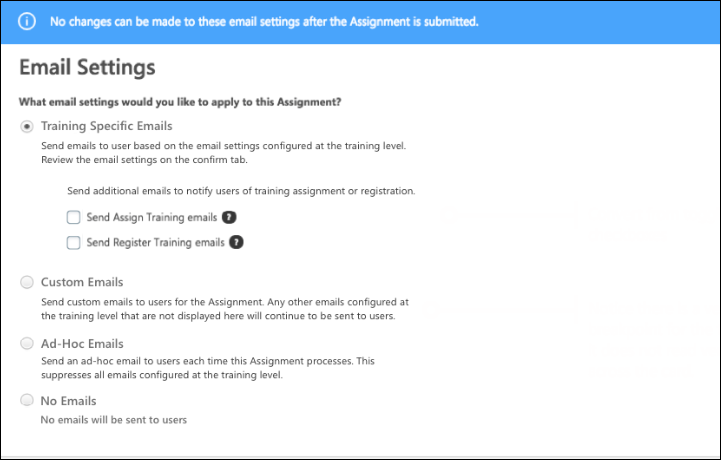 No changes can be made to these email settings after the Assignment is submitted.
Email Settings
What email settings would you like to apply to this Assignment?
Training Specific Emails
Send emails to user based on the email settings configured at the training level.
Review the email settings on the confirm tab.
Send additional emails to notify users of training assignment or registration.
Send Assign Training emails ?
Send Register Training emails ?
Custom Emails
Send custom emails to users for the Assignment. Any other emails configured at
the training level that are not displayed here will continue to be sent to users.
Ad-Hoc Emails
Send an ad-hoc email to users each time this Assignment processes. This
suppresses all emails configured at the training level.
No Emails
No emails will be sent to users